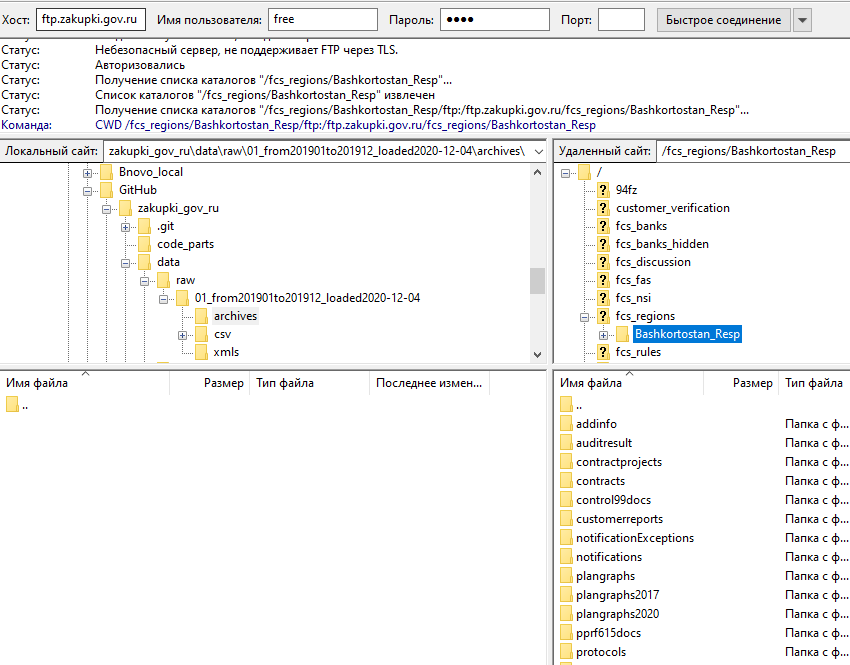 Хост: ftp.zakupki.gov.ru Имя пользователя: free Пароль: •••• Порт: Быстрое соединение
Статус: Небезопасный сервер, не поддерживает FTP через TLS.
Статус: Авторизовались
Статус: Получение списка каталогов "/fcs_regions/Bashkortostan_Resp"...
Статус: Список каталогов "/fcs_regions/Bashkortostan_Resp" извлечен
Статус: Получение списка каталогов "/fcs_regions/Bashkortostan_Resp/ftp:/ftp.zakupki.gov.ru/fcs_regions/Bashkortostan_Resp"...
Команда: CWD /fcs_regions/Bashkortostan_Resp/ftp:/ftp.zakupki.gov.ru/fcs_regions/Bashkortostan_Resp
Локальный сайт: zakupki_gov_ru\data\raw\01_from201901to201912_loaded2020-12-04\archives\
Bnovo_local
GitHub
zakupki_gov_ru
.git
code_parts
data
raw
01_from201901to201912_loaded2020-12-04
archives
csv
xmls
Имя файла Размер Тип файла Последнее измен...
..
Удаленный сайт: /fcs_regions/Bashkortostan_Resp
/
? 94fz
? customer_verification
? fcs_banks
? fcs_banks_hidden
? fcs_discussion
? fcs_fas
? fcs_nsi
? fcs_regions
Bashkortostan_Resp
? fcs_rules
Имя файла Размер Тип файла
..
addinfo Папка с ф...
auditresult Папка с ф...
contractprojects Папка с ф...
contracts Папка с ф...
control99docs Папка с ф...
customerreports Папка с ф...
notificationExceptions Папка с ф...
notifications Папка с ф...
plangraphs Папка с ф...
plangraphs2017 Папка с ф...
plangraphs2020 Папка с ф...
pprf615docs Папка с ф...
protocols Папка с ф...